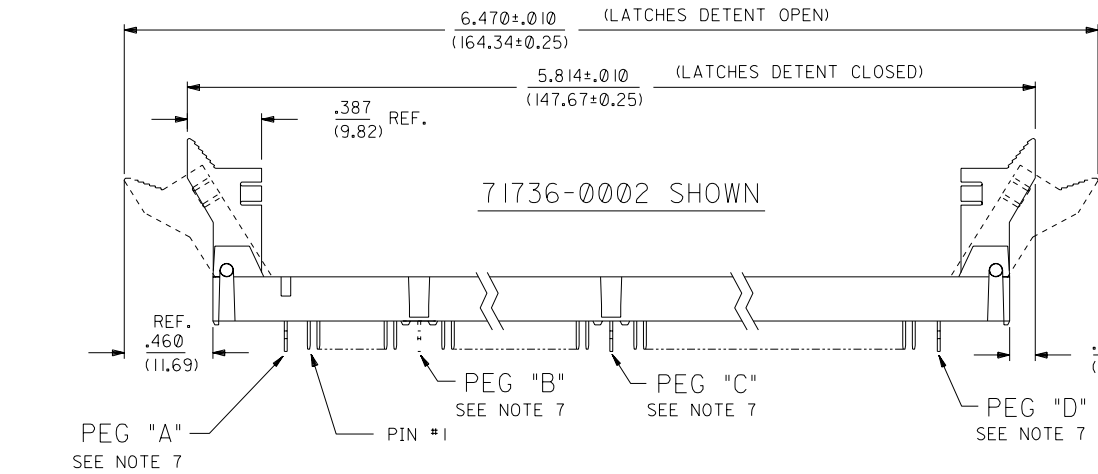 6.470±.010 (LATCHES DETENT OPEN)
(164.34±0.25)
5.814±.010 (LATCHES DETENT CLOSED)
(147.67±0.25)
.387 REF.
(9.82)
71736-0002 SHOWN
REF.
.460
(11.69)
PEG "B"
SEE NOTE 7
PEG "C"
SEE NOTE 7
PEG "D"
SEE NOTE 7
PEG "A"
SEE NOTE 7
PIN #1